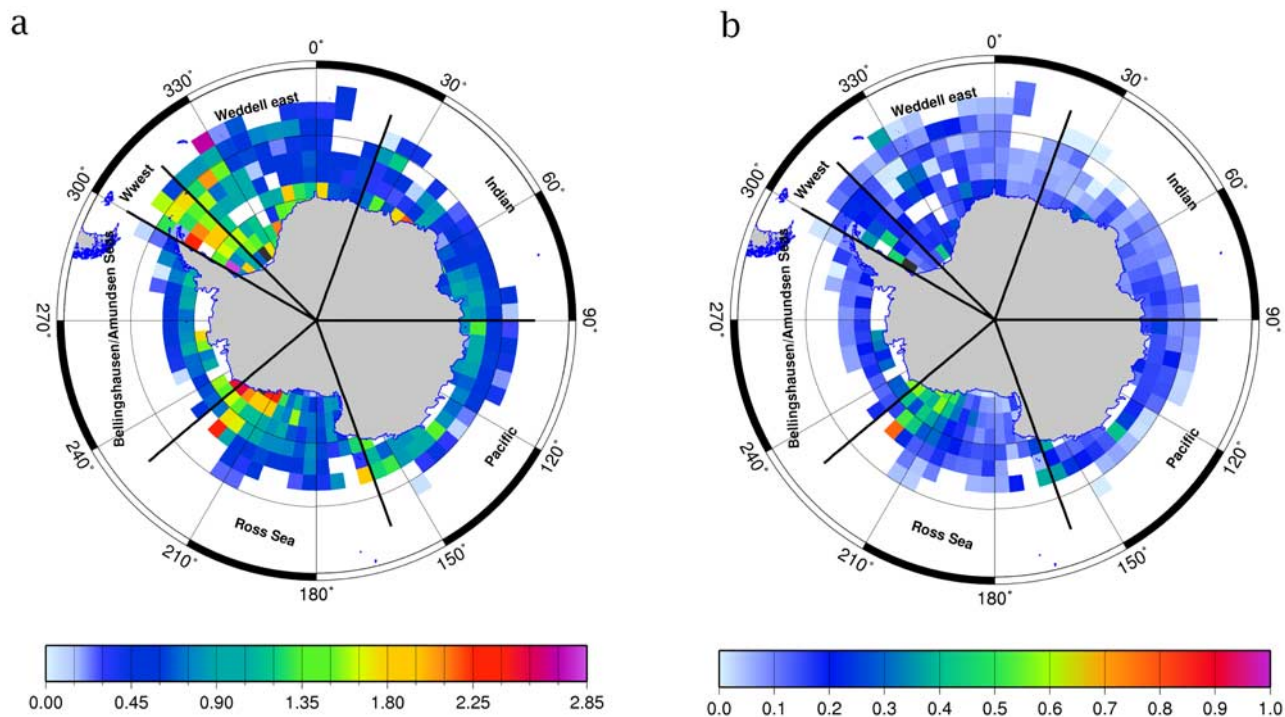 a
0°
30°
60°
90°
120°
150°
180°
210°
240°
270°
300°
330°
Weddell east
Indian
Pacific
Ross Sea
Bellingshausen/Amundsen Seas
Wwest
0.00 0.45 0.90 1.35 1.80 2.25 2.85
b
0°
30°
60°
90°
120°
150°
180°
210°
240°
270°
300°
330°
Weddell east
Indian
Pacific
Ross Sea
Bellingshausen/Amundsen Seas
Wwest
0.0 0.1 0.2 0.3 0.4 0.5 0.6 0.7 0.8 0.9 1.0